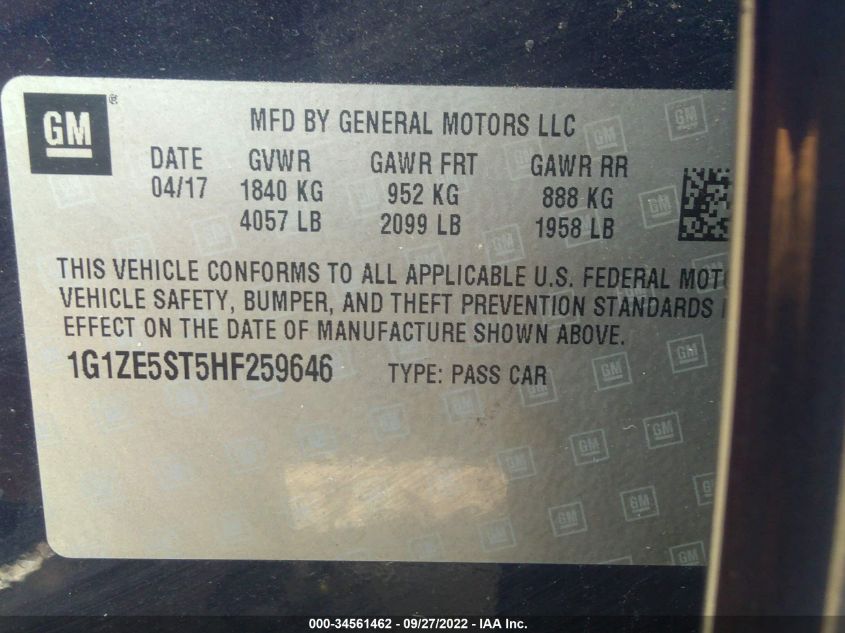 GM ®
MFD BY GENERAL MOTORS LLC
DATE GVWR GAWR FRT GAWR RR
04/17 1840 KG 952 KG 888 KG
4057 LB 2099 LB 1958 LB
THIS VEHICLE CONFORMS TO ALL APPLICABLE U.S. FEDERAL MOTO
VEHICLE SAFETY, BUMPER, AND THEFT PREVENTION STANDARDS
EFFECT ON THE DATE OF MANUFACTURE SHOWN ABOVE.
1G1ZE5ST5HF259646 TYPE: PASS CAR
000-34561462 - 09/27/2022 - IAA Inc.